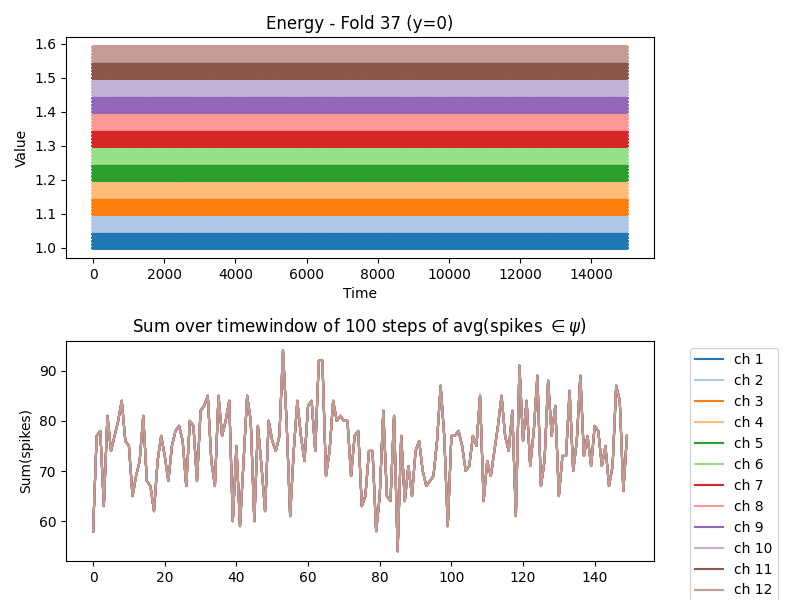 Energy - Fold 37 (y=0)
Value
1.6
1.5
1.4
1.3
1.2
1.1
1.0
0 2000 4000 6000 8000 10000 12000 14000
Time
Sum over timewindow of 100 steps of avg(spikes ∈ ψ)
Sum(spikes)
90
80
70
60
0 20 40 60 80 100 120 140
ch 1
ch 2
ch 3
ch 4
ch 5
ch 6
ch 7
ch 8
ch 9
ch 10
ch 11
ch 12